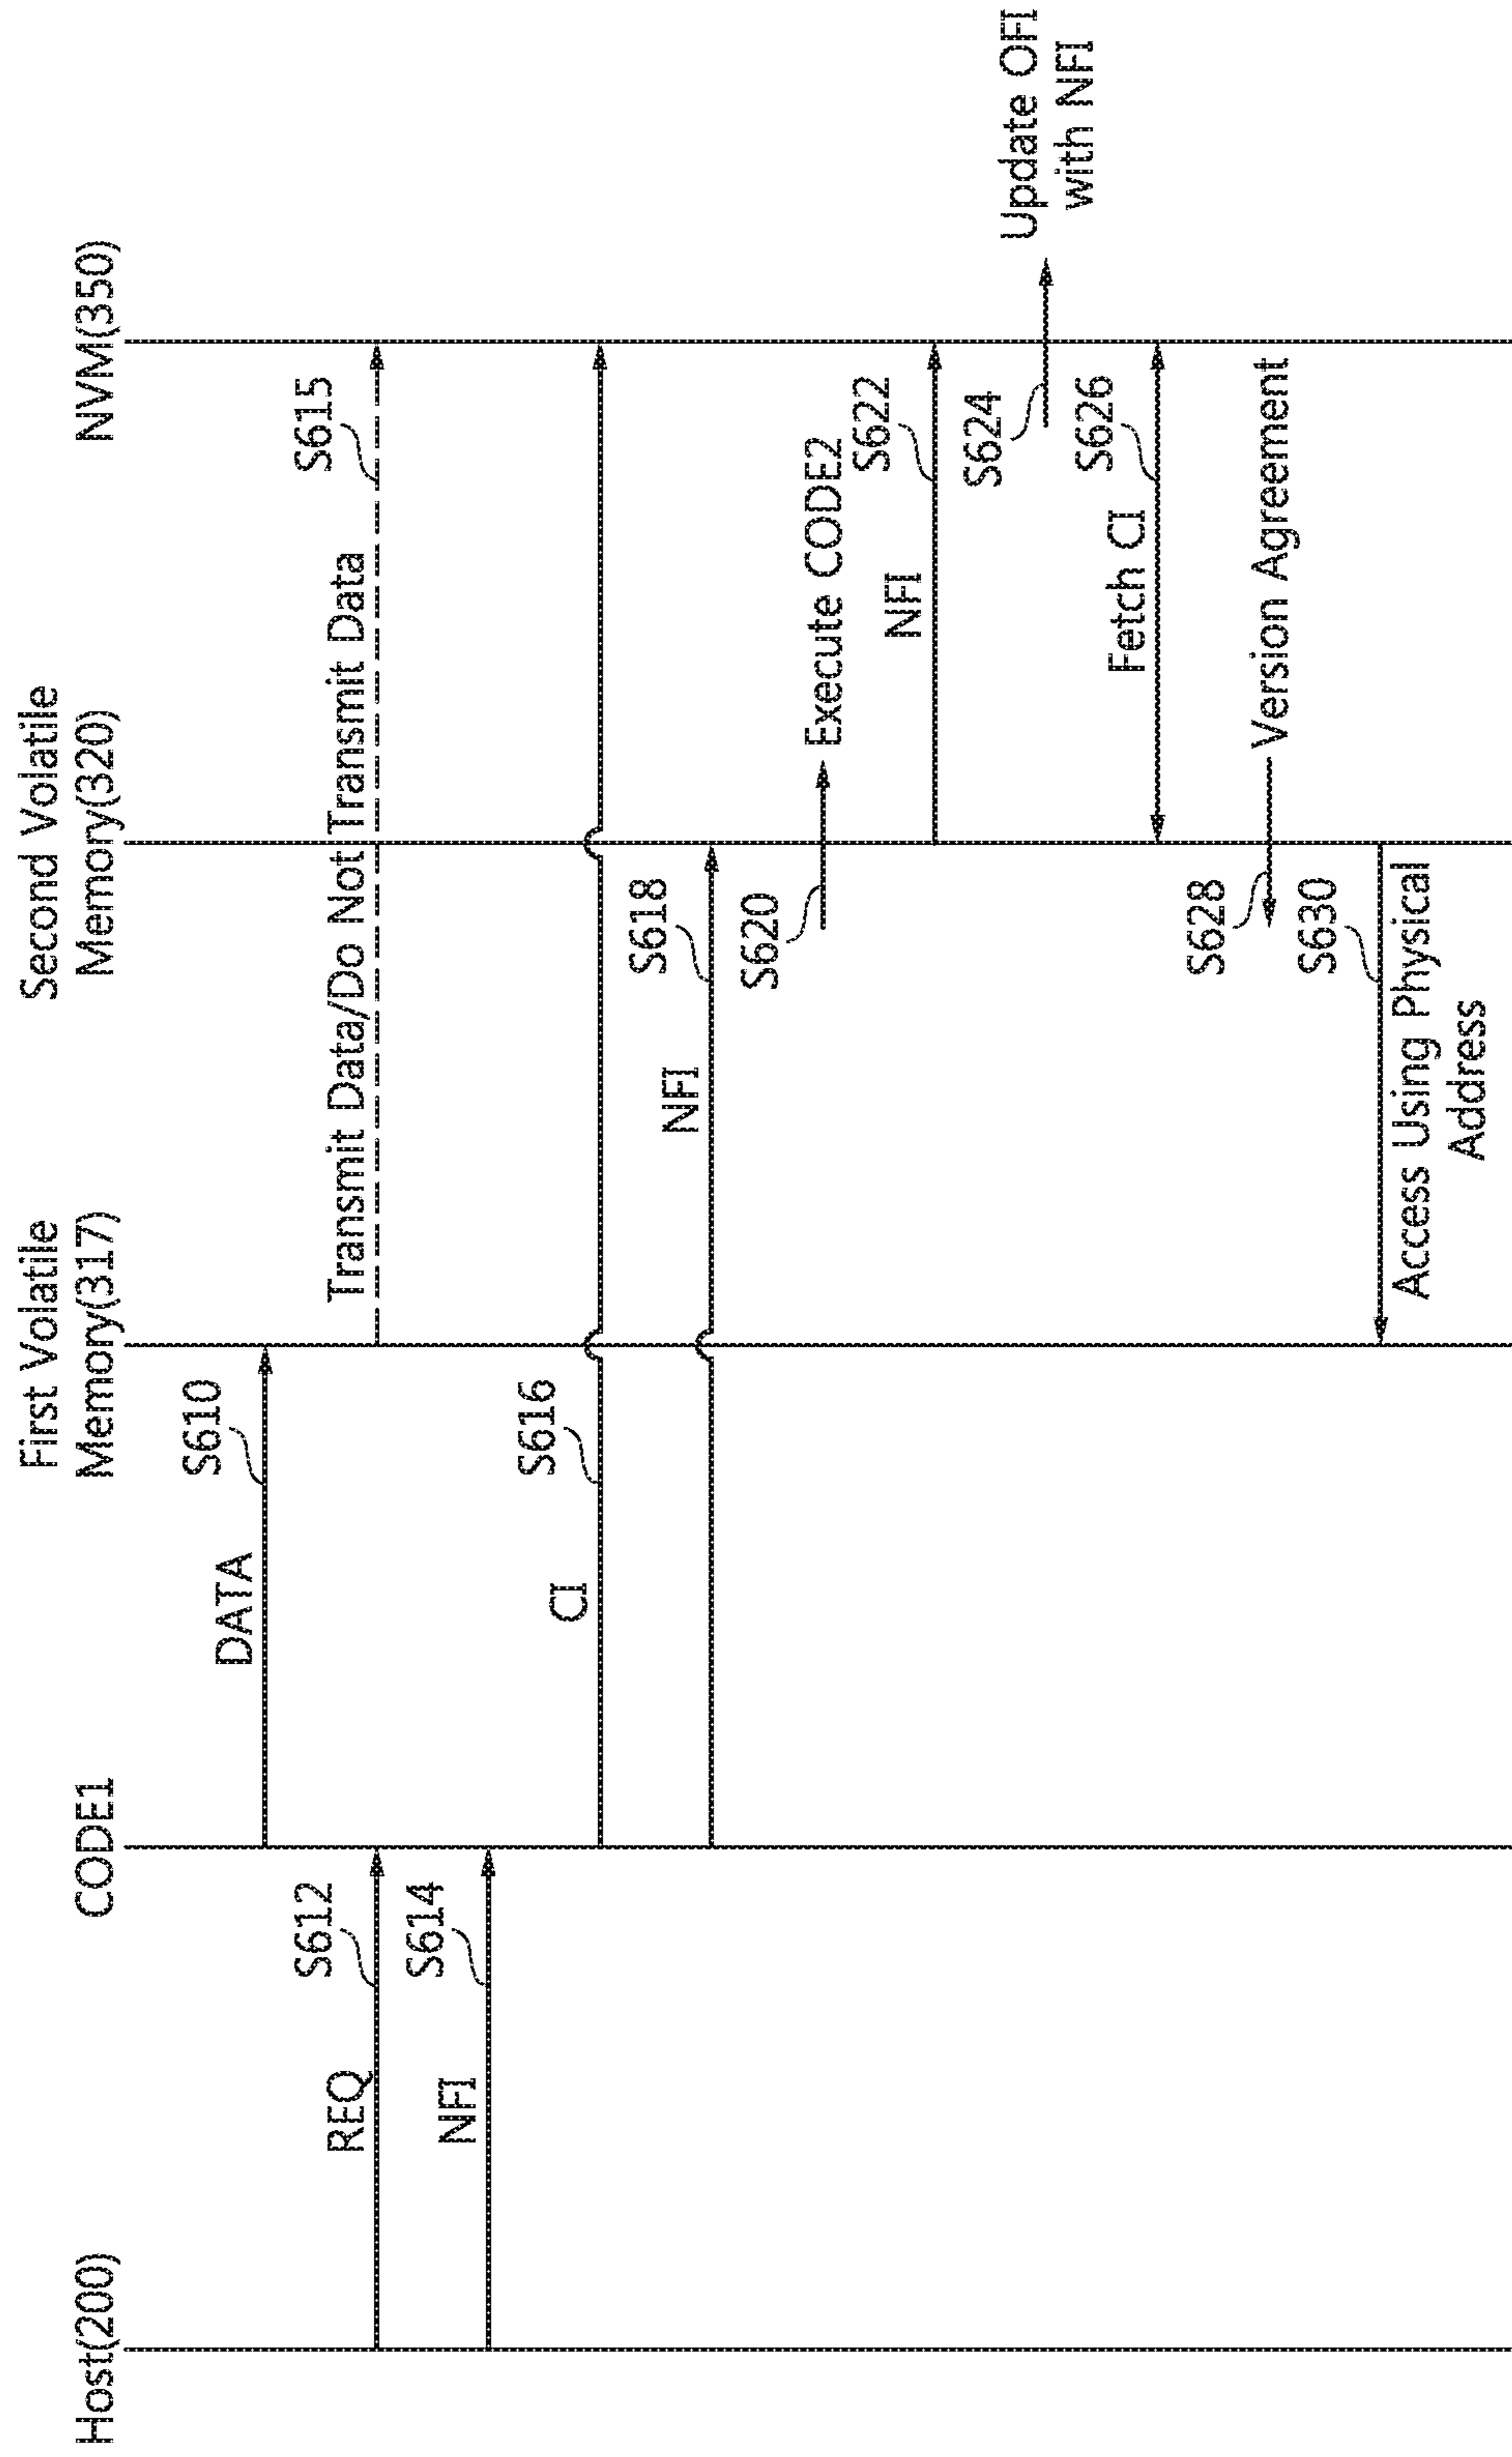 Host(200)
CODE1
First Volatile
Memory(317)
Second Volatile
Memory(320)
NVM(350)
DATA
S610
REQ
S612
Transmit Data/Do Not Transmit Data
S615
NFI
S614
CI
S616
NFI
S618
S620
Execute CODE2
NFI
S622
S624
Update OFI
with NFI
Fetch CI
S626
S628
Version Agreement
S630
Access Using Physical
Address